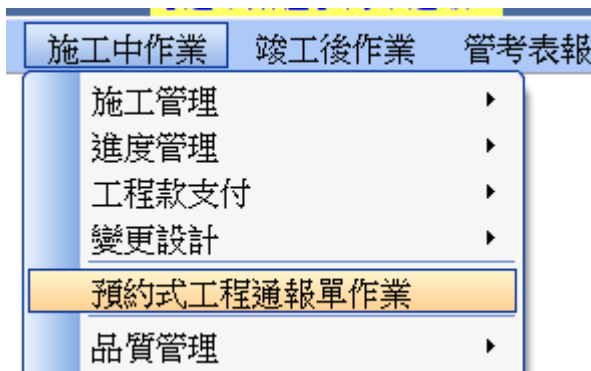 施工中作業 竣工後作業 管考表報
施工管理
進度管理
工程款支付
變更設計
預約式工程通報單作業
品質管理